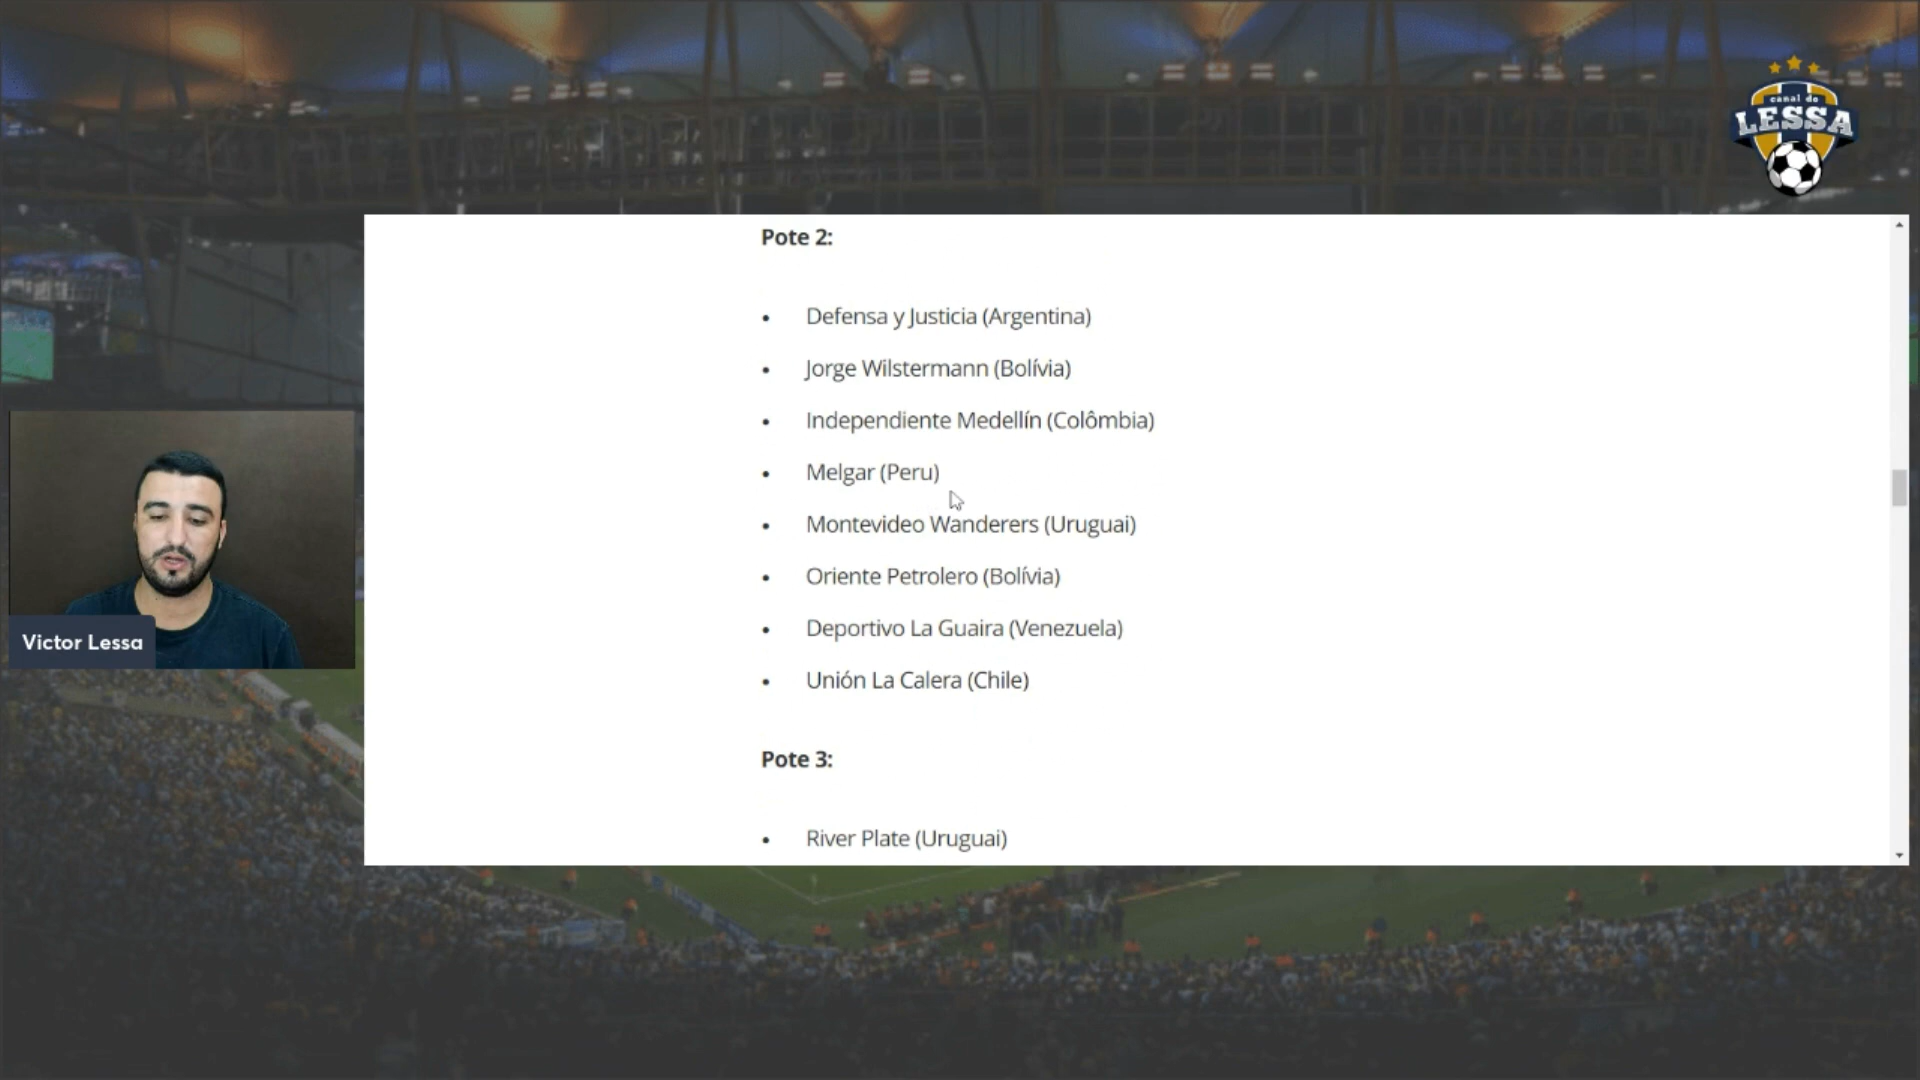 canal do
LESSA
Pote 2:
• Defensa y Justicia (Argentina)
• Jorge Wilstermann (Bolívia)
• Independiente Medellín (Colômbia)
• Melgar (Peru)
• Montevideo Wanderers (Uruguai)
• Oriente Petrolero (Bolívia)
• Deportivo La Guaira (Venezuela)
• Unión La Calera (Chile)
Pote 3:
• River Plate (Uruguai)
Victor Lessa